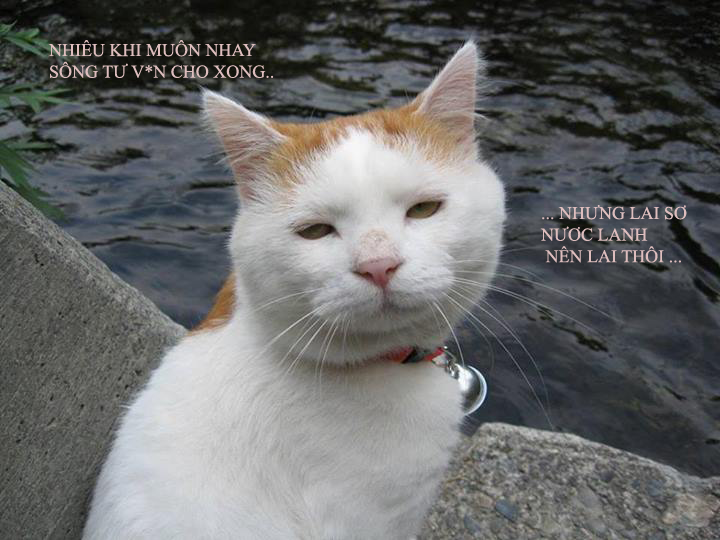 NHIÊU KHI MUÔN NHAY
SÔNG TƯ V*N CHO XONG..
... NHƯNG LAI SƠ
NƯƠC LANH
NÊN LAI THÔI ...